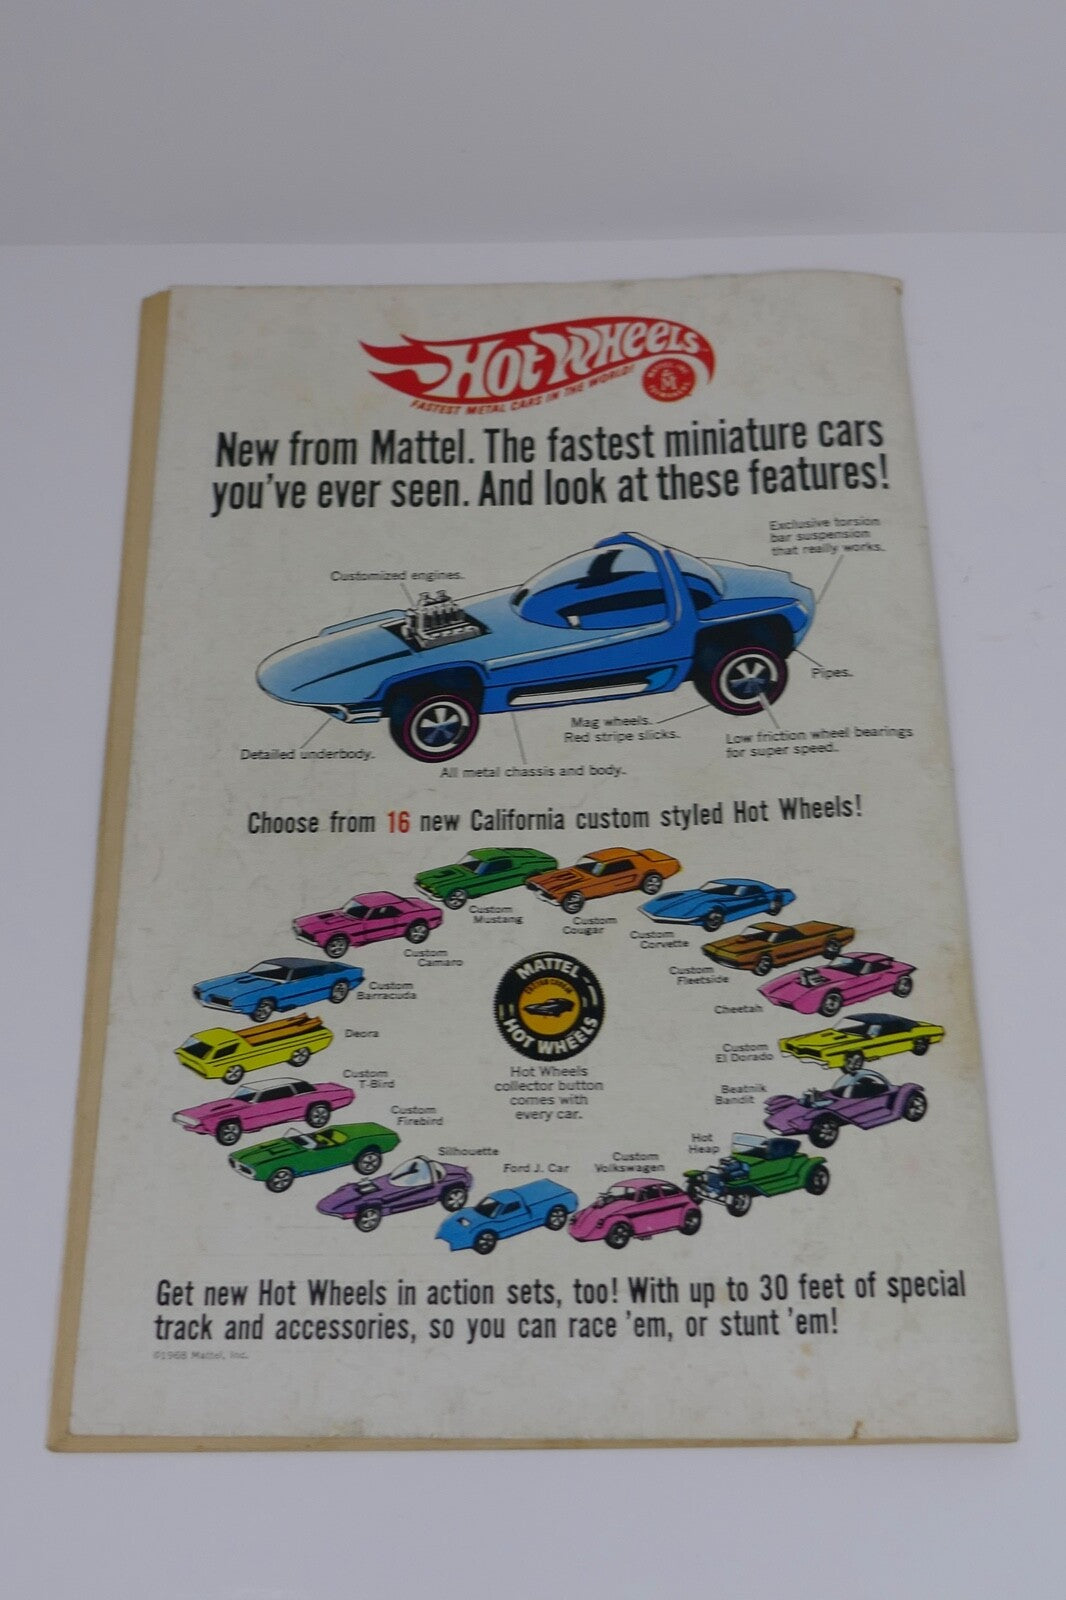 Hot Wheels
FASTEST METAL CARS IN THE WORLD!
New from Mattel. The fastest miniature cars
you've ever seen. And look at these features!
Exclusive torsion
bar suspension
that really works.
Customized engines.
Pipes.
Mag wheels.
Red stripe slicks.
Low friction wheel bearings
for super speed.
Detailed underbody.
All metal chassis and body.
Choose from 16 new California custom styled Hot Wheels!
Custom
Mustang
Custom
Cougar
Custom
Corvette
Custom
Camaro
Custom
Fleetside
Custom
Barracuda
Cheetah
Deora
Custom
El Dorado
Custom
T-Bird
Beatnik
Bandit
Custom
Firebird
Hot
Heap
Silhouette
Ford J. Car
Custom
Volkswagen
MATTEL
HOT WHEELS
Hot Wheels
collector button
comes with
every car.
Get new Hot Wheels in action sets, too! With up to 30 feet of special
track and accessories, so you can race 'em, or stunt 'em!
©1968 Mattel, Inc.